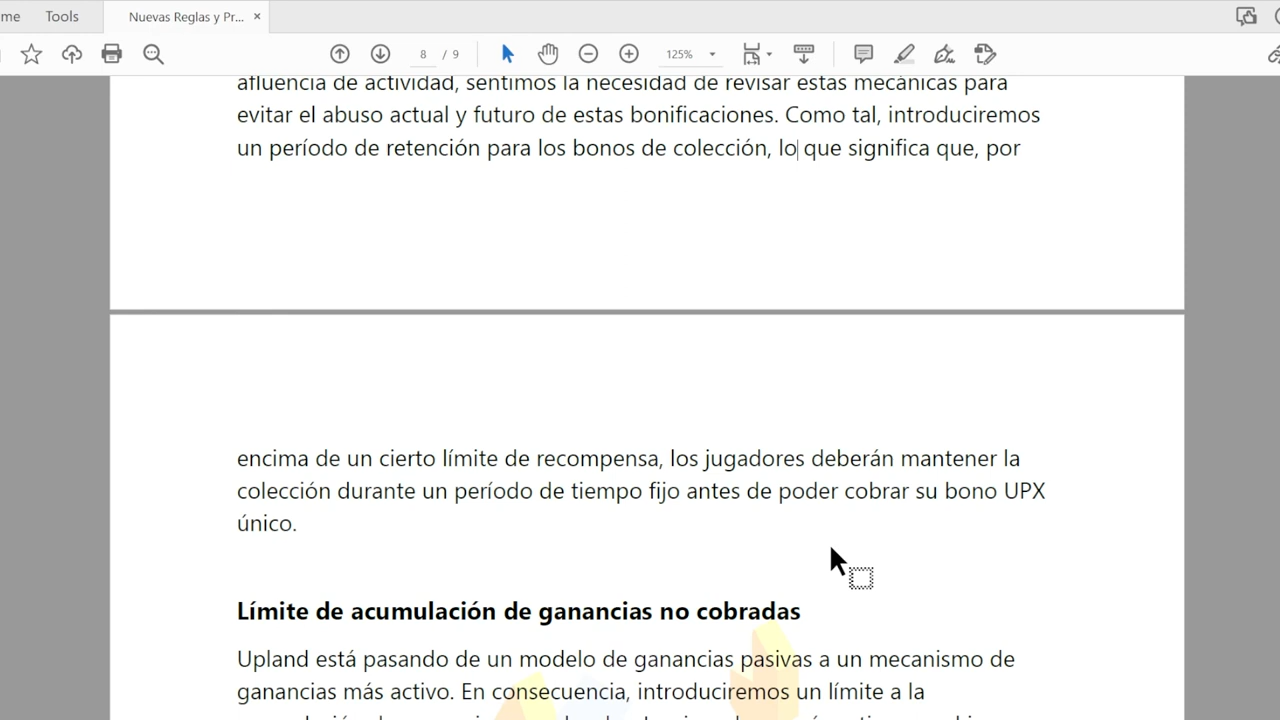 me Tools Nuevas Reglas y Pr... ×
8 / 9 125%
afluencia de actividad, sentimos la necesidad de revisar estas mecánicas para
evitar el abuso actual y futuro de estas bonificaciones. Como tal, introduciremos
un período de retención para los bonos de colección, lo que significa que, por
encima de un cierto límite de recompensa, los jugadores deberán mantener la
colección durante un período de tiempo fijo antes de poder cobrar su bono UPX
único.
Límite de acumulación de ganancias no cobradas
Upland está pasando de un modelo de ganancias pasivas a un mecanismo de
ganancias más activo. En consecuencia, introduciremos un límite a la